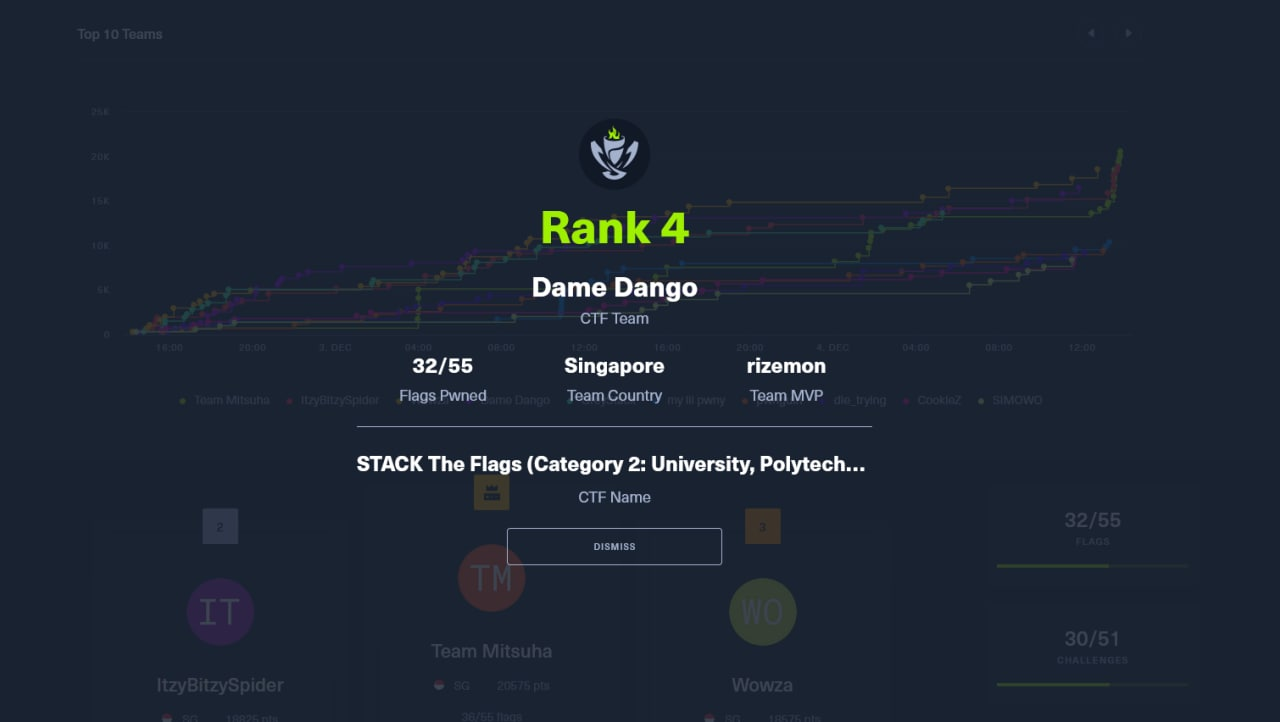 Top 10 Teams
25K
20K
15K
10K
5K
0
16:00 20:00 3. DEC 04:00 08:00 12:00 16:00 20:00 4. DEC 04:00 08:00 12:00
Rank 4
Dame Dango
CTF Team
32/55 Singapore rizemon
Flags Pwned Team Country Team MVP
Team Mitsuha ItzyBitzySpider Dame Dango my lil pwny die_trying CookieZ SIMOWO
STACK The Flags (Category 2: University, Polytech...
CTF Name
DISMISS
2
IT
ItzyBitzySpider
SG 19825 pts
TM
Team Mitsuha
SG 20575 pts
36/55 flags
3
WO
Wowza
SG 18575 pts
32/55
FLAGS
30/51
CHALLENGES